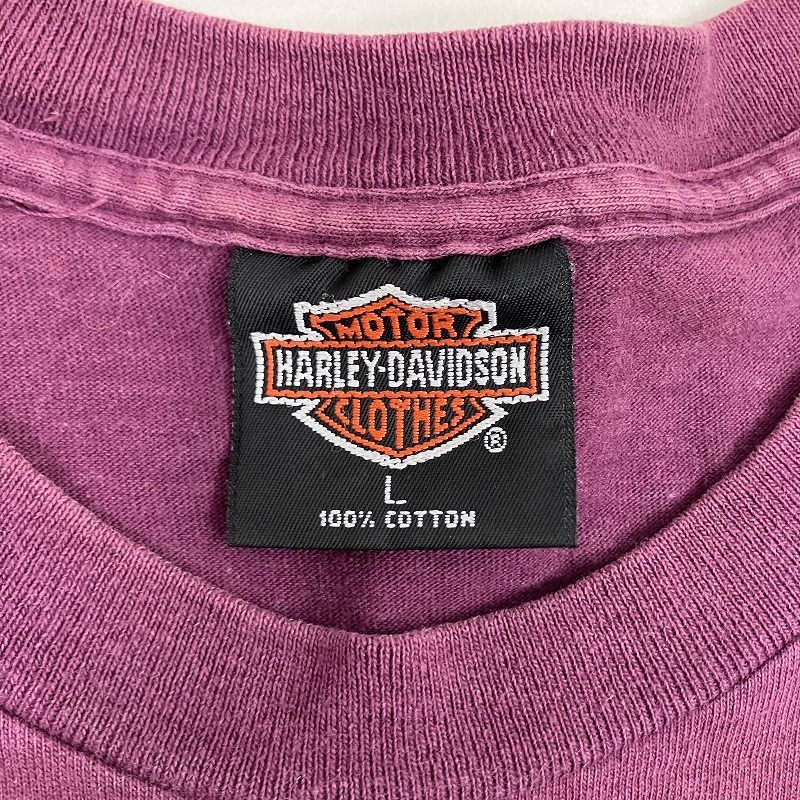 MOTOR
HARLEY-DAVIDSON
CLOTHES
®
L
100% COTTON